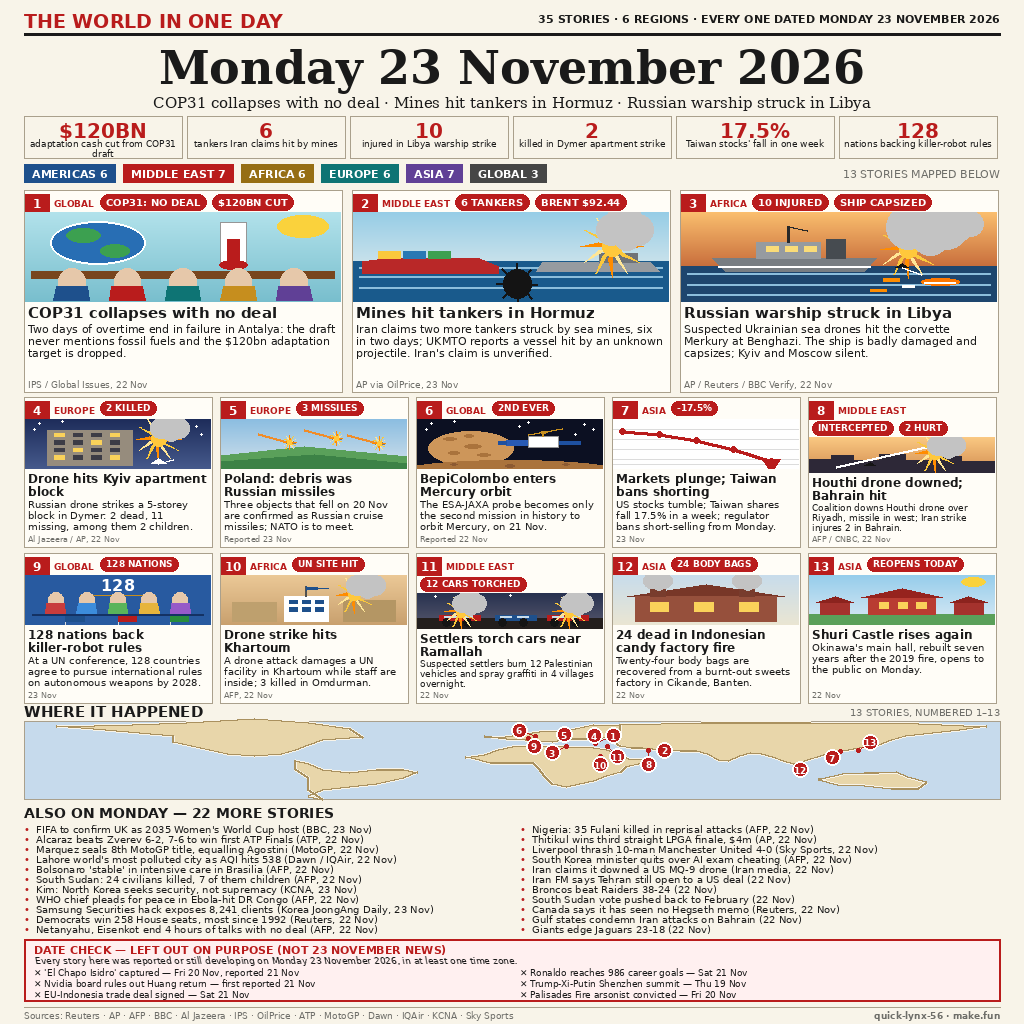 THE WORLD IN ONE DAY
35 STORIES · 6 REGIONS · EVERY ONE DATED MONDAY 23 NOVEMBER 2026
Monday 23 November 2026
COP31 collapses with no deal · Mines hit tankers in Hormuz · Russian warship struck in Libya
$120BN
adaptation cash cut from COP31
draft
6
tankers Iran claims hit by mines
10
injured in Libya warship strike
2
killed in Dymer apartment strike
17.5%
Taiwan stocks' fall in one week
128
nations backing killer-robot rules
AMERICAS 6
MIDDLE EAST 7
AFRICA 6
EUROPE 6
ASIA 7
GLOBAL 3
13 STORIES MAPPED BELOW
1 GLOBAL COP31: NO DEAL $120BN CUT
COP31 collapses with no deal
Two days of overtime end in failure in Antalya: the draft
never mentions fossil fuels and the $120bn adaptation
target is dropped.
IPS / Global Issues, 22 Nov
2 MIDDLE EAST 6 TANKERS BRENT $92.44
Mines hit tankers in Hormuz
Iran claims two more tankers struck by sea mines, six
in two days; UKMTO reports a vessel hit by an unknown
projectile. Iran's claim is unverified.
AP via OilPrice, 23 Nov
3 AFRICA 10 INJURED SHIP CAPSIZED
Russian warship struck in Libya
Suspected Ukrainian sea drones hit the corvette
Merkury at Benghazi. The ship is badly damaged and
capsizes; Kyiv and Moscow silent.
AP / Reuters / BBC Verify, 22 Nov
4 EUROPE 2 KILLED
Drone hits Kyiv apartment
block
Russian drone strikes a 5-storey
block in Dymer: 2 dead, 11
missing, among them 2 children.
Al Jazeera / AP, 22 Nov
5 EUROPE 3 MISSILES
Poland: debris was
Russian missiles
Three objects that fell on 20 Nov
are confirmed as Russian cruise
missiles; NATO is to meet.
Reported 23 Nov
6 GLOBAL 2ND EVER
BepiColombo enters
Mercury orbit
The ESA-JAXA probe becomes only
the second mission in history to
orbit Mercury, on 21 Nov.
Reported 22 Nov
7 ASIA -17.5%
Markets plunge; Taiwan
bans shorting
US stocks tumble; Taiwan shares
fall 17.5% in a week; regulator
bans short-selling from Monday.
23 Nov
8 MIDDLE EAST
INTERCEPTED 2 HURT
Houthi drone downed;
Bahrain hit
Coalition downs Houthi drone over
Riyadh, missile in west; Iran strike
injures 2 in Bahrain.
AFP / CNBC, 22 Nov
9 GLOBAL 128 NATIONS
128
128 nations back
killer-robot rules
At a UN conference, 128 countries
agree to pursue international rules
on autonomous weapons by 2028.
23 Nov
10 AFRICA UN SITE HIT
Drone strike hits
Khartoum
A drone attack damages a UN
facility in Khartoum while staff are
inside; 3 killed in Omdurman.
AFP, 22 Nov
11 MIDDLE EAST
12 CARS TORCHED
Settlers torch cars near
Ramallah
Suspected settlers burn 12 Palestinian
vehicles and spray graffiti in 4 villages
overnight.
22 Nov
12 ASIA 24 BODY BAGS
24 dead in Indonesian
candy factory fire
Twenty-four body bags are
recovered from a burnt-out sweets
factory in Cikande, Banten.
22 Nov
13 ASIA REOPENS TODAY
Shuri Castle rises again
Okinawa's main hall, rebuilt seven
years after the 2019 fire, opens to
the public on Monday.
22 Nov
WHERE IT HAPPENED
13 STORIES, NUMBERED 1–13
6
9
3
5
4
1
10
11
8
2
12
7
13
ALSO ON MONDAY — 22 MORE STORIES
• FIFA to confirm UK as 2035 Women's World Cup host (BBC, 23 Nov)
• Alcaraz beats Zverev 6-2, 7-6 to win first ATP Finals (ATP, 22 Nov)
• Marquez seals 8th MotoGP title, equalling Agostini (MotoGP, 22 Nov)
• Lahore world's most polluted city as AQI hits 538 (Dawn / IQAir, 22 Nov)
• Bolsonaro 'stable' in intensive care in Brasilia (AFP, 22 Nov)
• South Sudan: 24 civilians killed, 7 of them children (AFP, 22 Nov)
• Kim: North Korea seeks security, not supremacy (KCNA, 23 Nov)
• WHO chief pleads for peace in Ebola-hit DR Congo (AFP, 22 Nov)
• Samsung Securities hack exposes 8,241 clients (Korea JoongAng Daily, 23 Nov)
• Democrats win 258 House seats, most since 1992 (Reuters, 22 Nov)
• Netanyahu, Eisenkot end 4 hours of talks with no deal (AFP, 22 Nov)
• Nigeria: 35 Fulani killed in reprisal attacks (AFP, 22 Nov)
• Thitikul wins third straight LPGA finale, $4m (AP, 22 Nov)
• Liverpool thrash 10-man Manchester United 4-0 (Sky Sports, 22 Nov)
• South Korea minister quits over AI exam cheating (AFP, 22 Nov)
• Iran claims it downed a US MQ-9 drone (Iran media, 22 Nov)
• Iran FM says Tehran still open to a US deal (22 Nov)
• Broncos beat Raiders 38-24 (22 Nov)
• South Sudan vote pushed back to February (22 Nov)
• Canada says it has seen no Hegseth memo (Reuters, 22 Nov)
• Gulf states condemn Iran attacks on Bahrain (22 Nov)
• Giants edge Jaguars 23-18 (22 Nov)
DATE CHECK — LEFT OUT ON PURPOSE (NOT 23 NOVEMBER NEWS)
Every story here was reported or still developing on Monday 23 November 2026, in at least one time zone.
× 'El Chapo Isidro' captured — Fri 20 Nov, reported 21 Nov
× Nvidia board rules out Huang return — first reported 21 Nov
× EU-Indonesia trade deal signed — Sat 21 Nov
× Ronaldo reaches 986 career goals — Sat 21 Nov
× Trump-Xi-Putin Shenzhen summit — Thu 19 Nov
× Palisades Fire arsonist convicted — Fri 20 Nov
Sources: Reuters · AP · AFP · BBC · Al Jazeera · IPS · OilPrice · ATP · MotoGP · Dawn · IQAir · KCNA · Sky Sports
quick-lynx-56 · make.fun